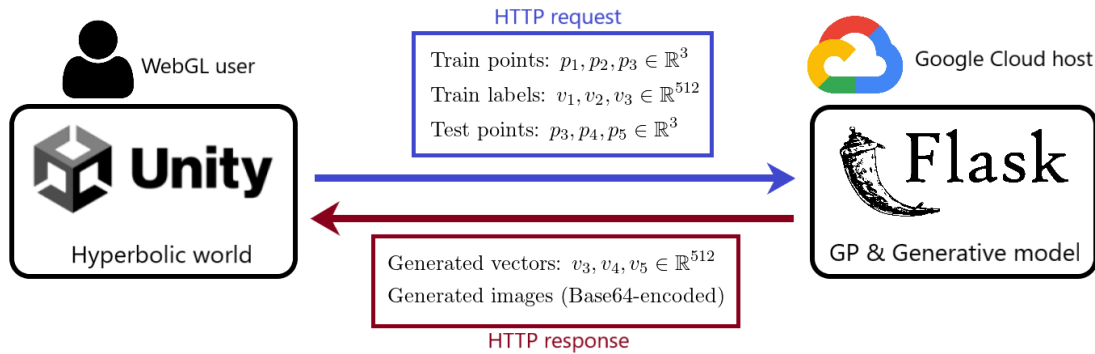 HTTP request
WebGL user
Google Cloud host
Train points: p₁, p₂, p₃ ∈ ℝ³
Train labels: v₁, v₂, v₃ ∈ ℝ⁵¹²
Test points: p₃, p₄, p₅ ∈ ℝ³
Unity
Hyperbolic world
Flask
GP & Generative model
Generated vectors: v₃, v₄, v₅ ∈ ℝ⁵¹²
Generated images (Base64-encoded)
HTTP response